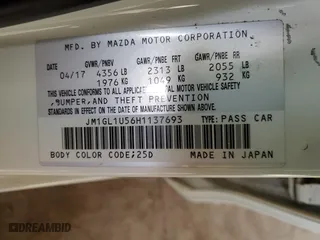 MFD. BY MAZDA MOTOR CORPORATION.
GVWR/PNBV GAWR/PNBE FR GAWR/PNBE RR
04/17 4356 LB 2313 LB 2055 LB
1976 KG 1049 KG 932 KG
THIS VEHICLE CONFORMS TO ALL APPLICABLE
FEDERAL MOTOR VEHICLE SAFETY
,BUMPER, AND THEFT PREVENTION
STANDARDS IN EFFECT ON THE DATE OF
MANUFACTURE SHOWN ABOVE.
JM1GL1U56H1137693 TYPE: PASS CAR
BODY COLOR CODE;25D MADE IN JAPAN
DREAMBID